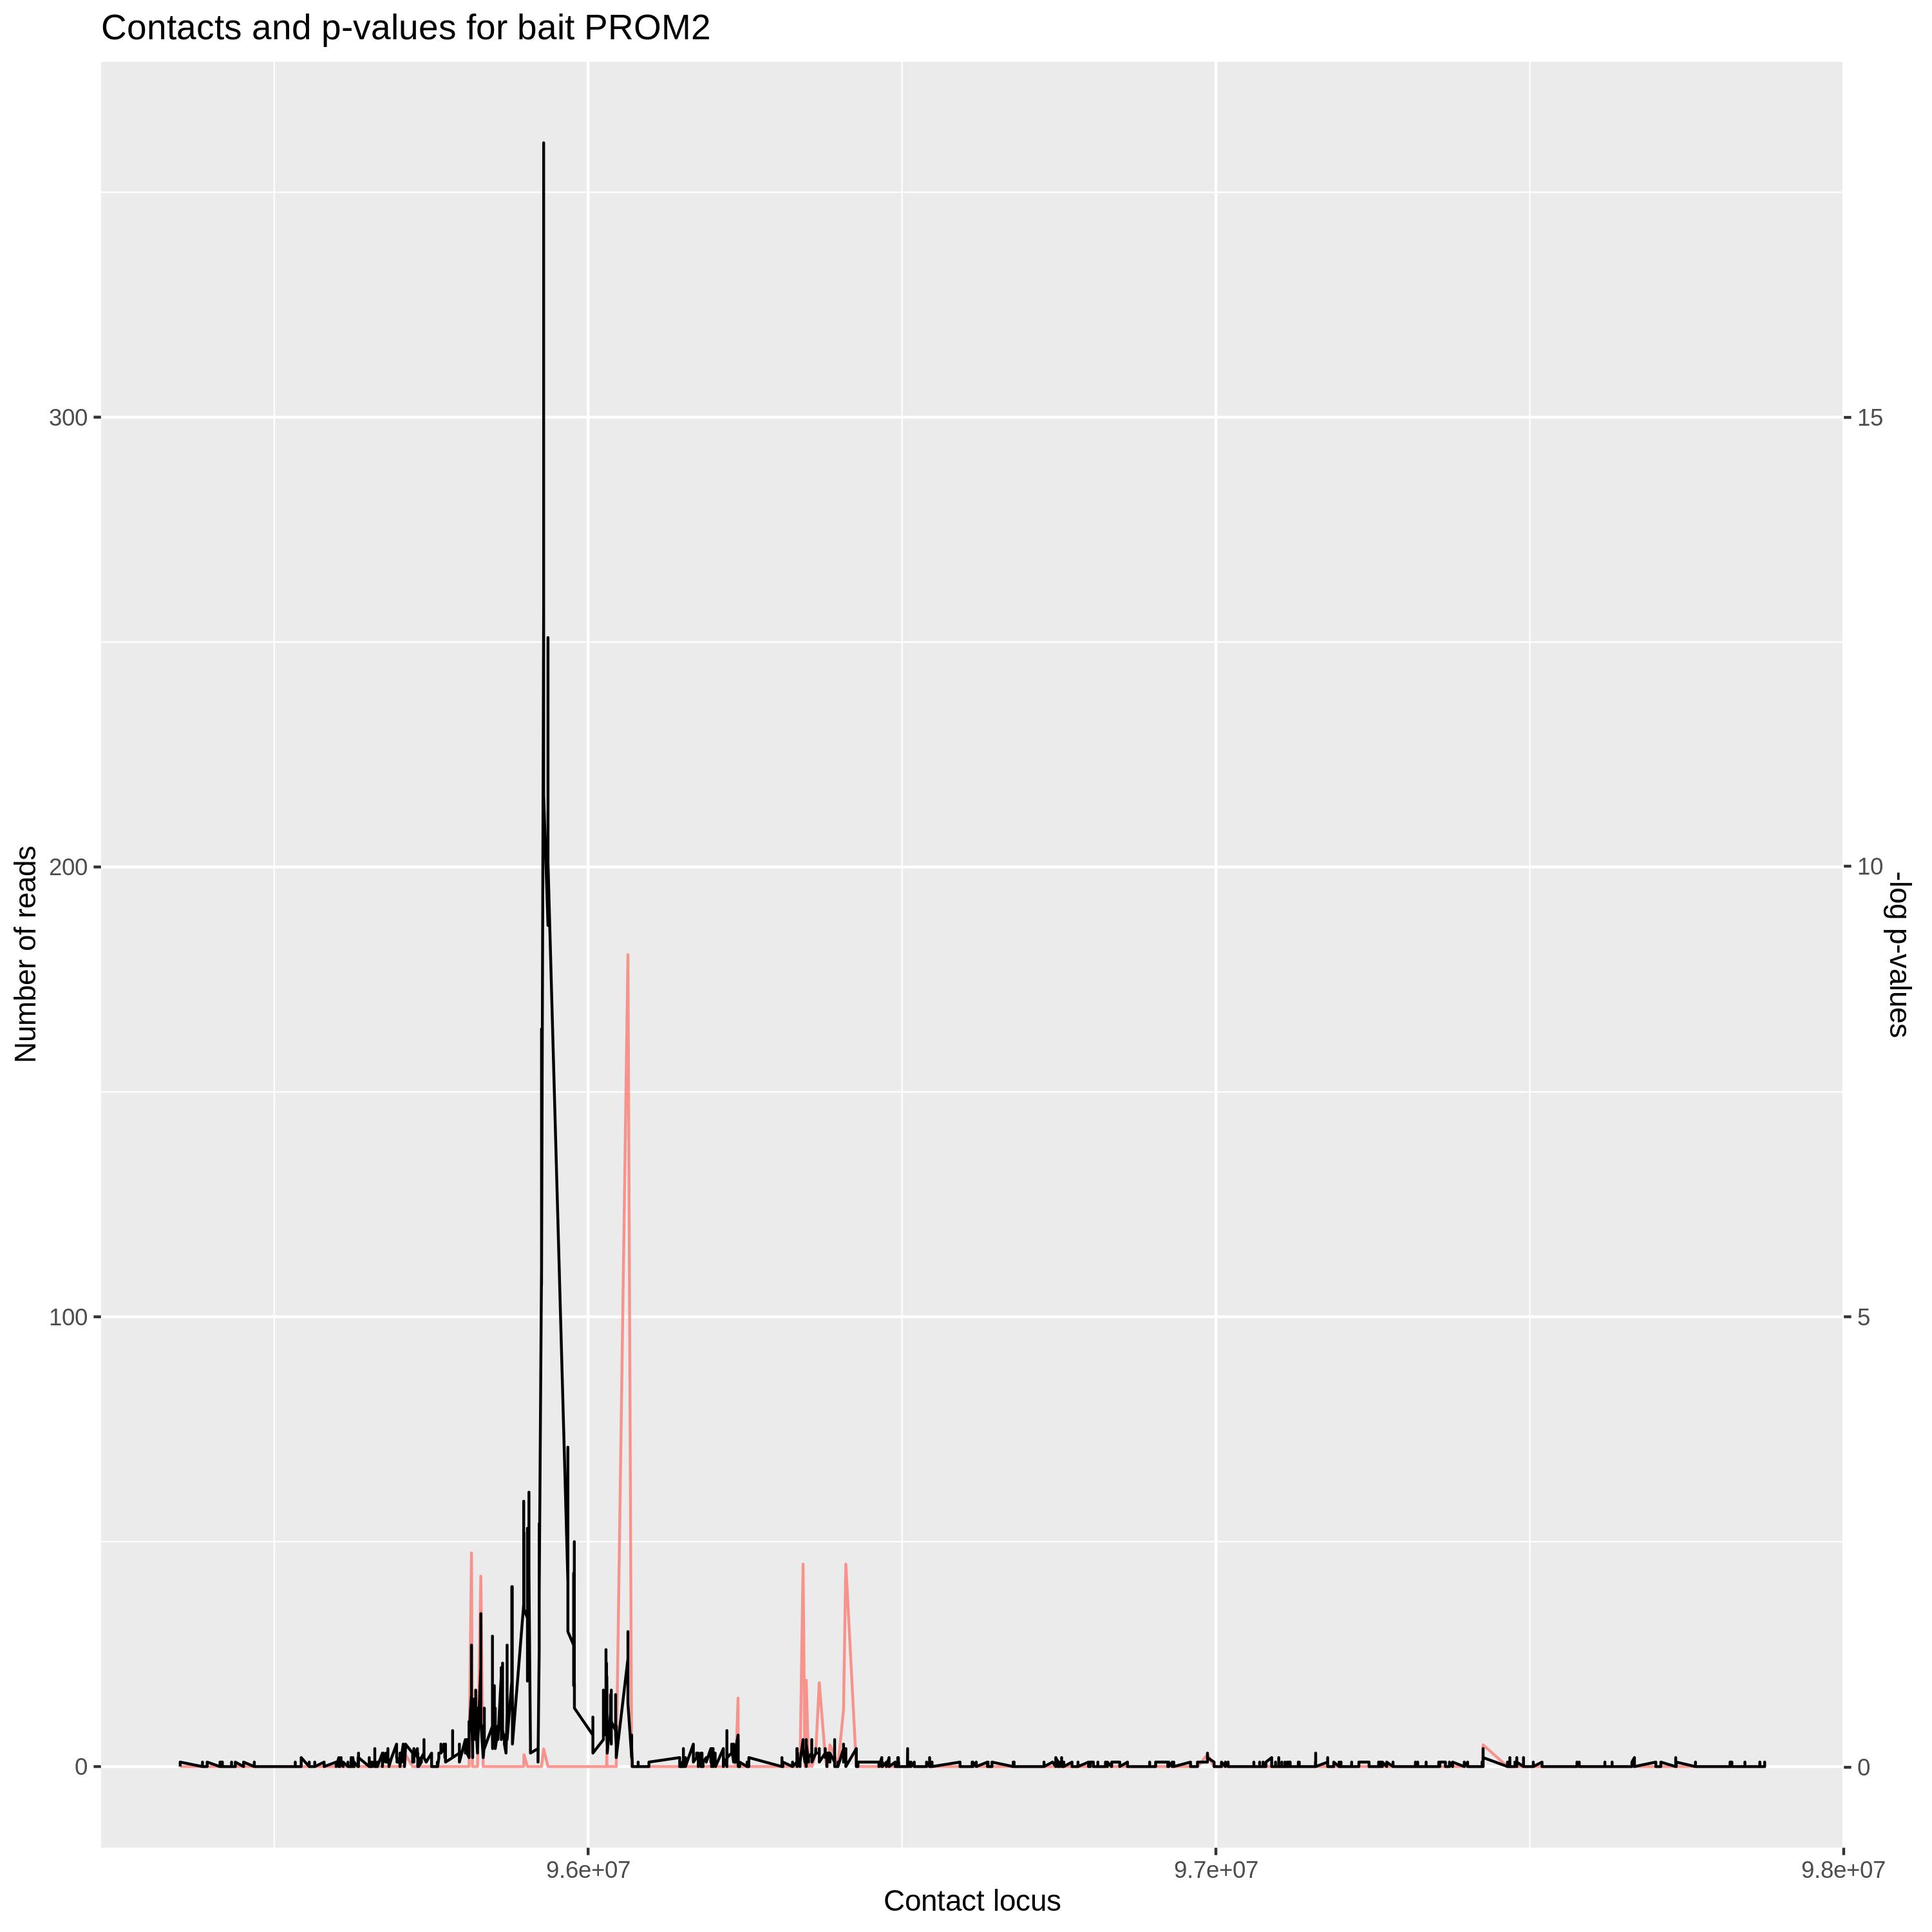 Contacts and p-values for bait PROM2
300
200
100
0
15
10
5
0
Number of reads
-log p-values
9.6e+07
9.7e+07
9.8e+07
Contact locus